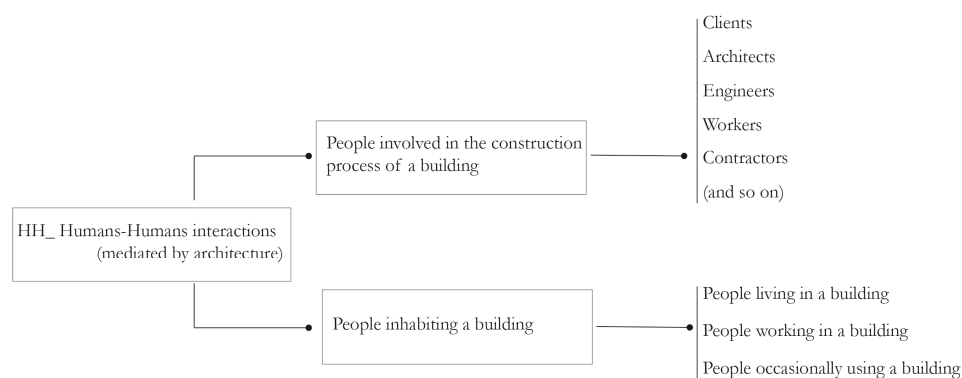 HH_ Humans-Humans interactions
(mediated by architecture)
People involved in the construction
process of a building
Clients
Architects
Engineers
Workers
Contractors
(and so on)
People inhabiting a building
People living in a building
People working in a building
People occasionally using a building